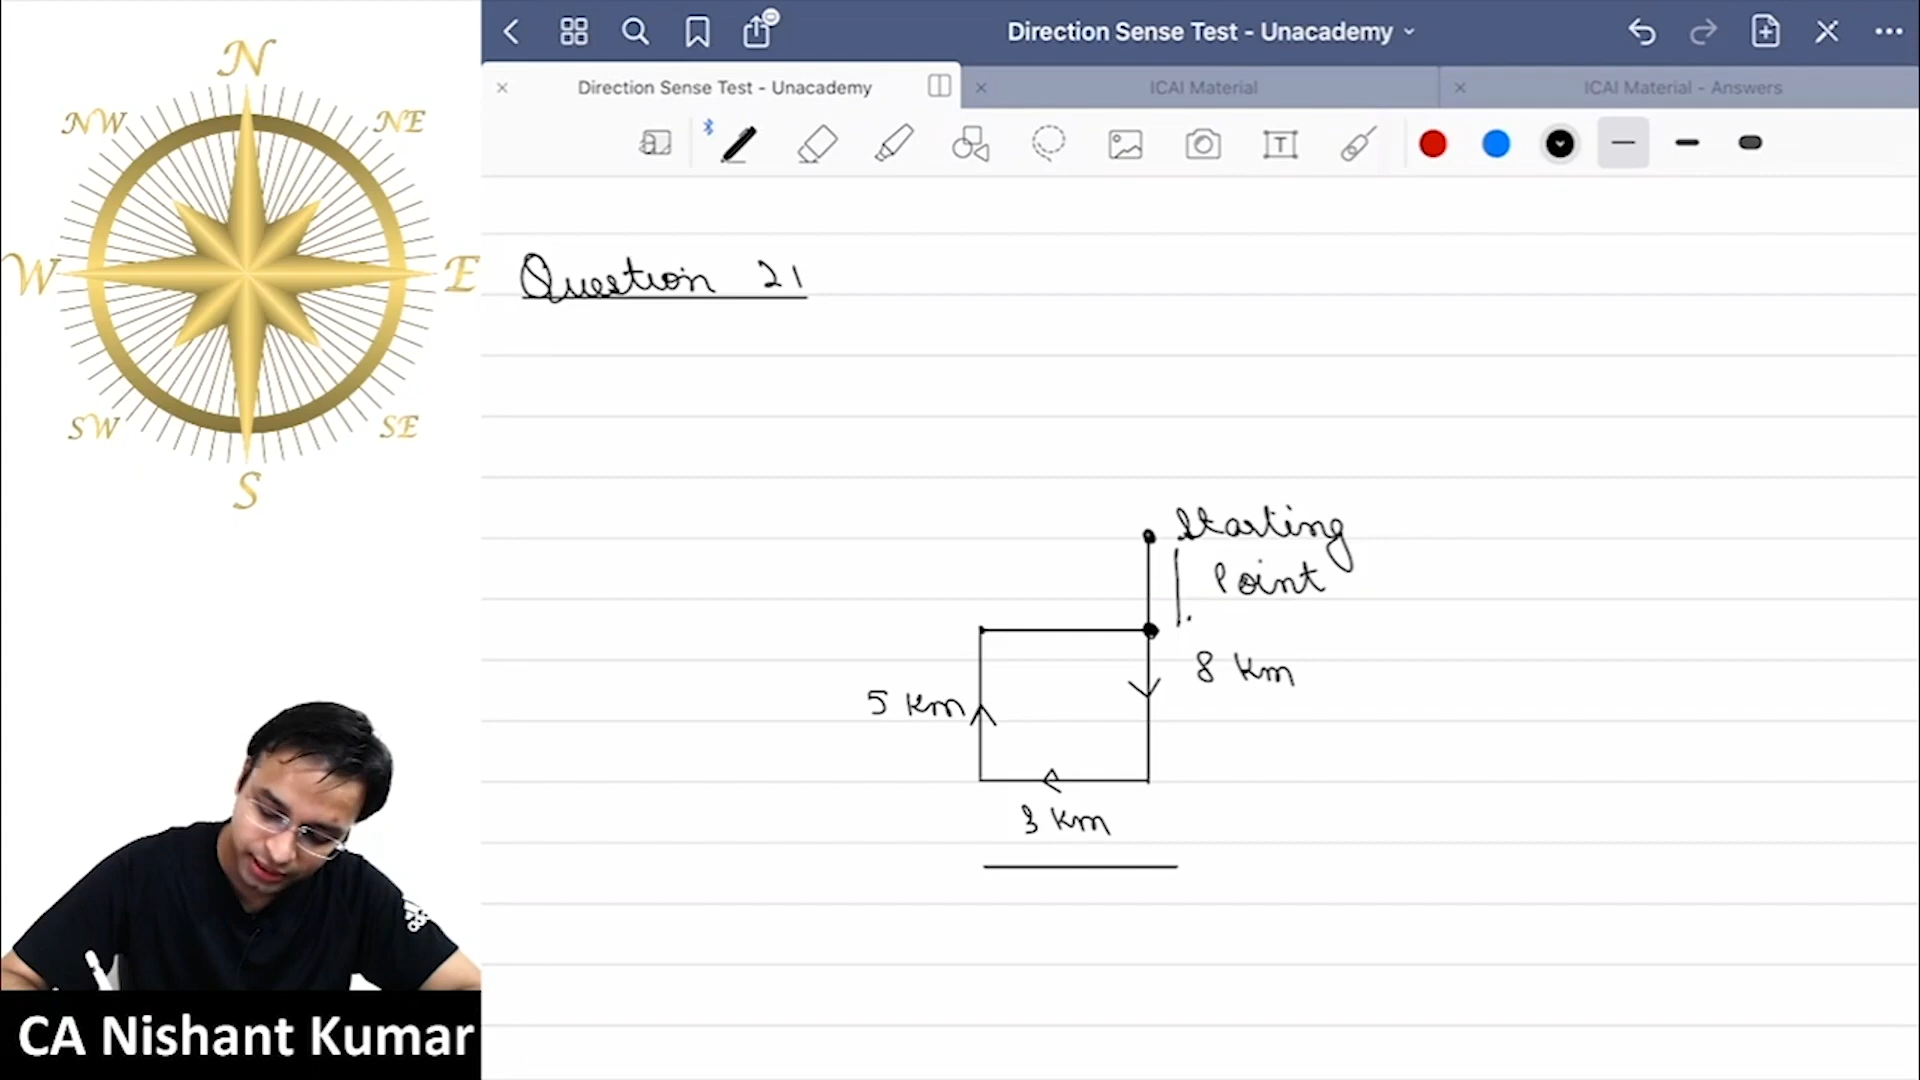 N
NW
NE
W
E
SW
SE
S
CA Nishant Kumar
Direction Sense Test - Unacademy
Direction Sense Test - Unacademy
ICAI Material
ICAI Material - Answers
T
Question 21
Starting
Point
8 Km
5 Km
3 Km